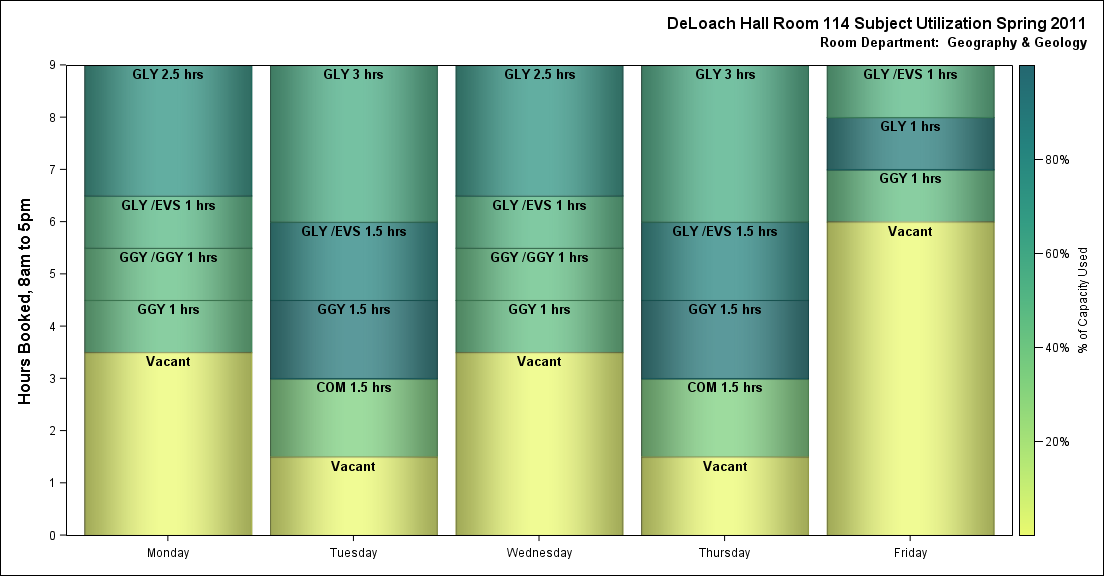 DeLoach Hall Room 114 Subject Utilization Spring 2011
Room Department: Geography & Geology
Hours Booked, 8am to 5pm
9
8
7
6
5
4
3
2
1
0
GLY 2.5 hrs
GLY /EVS 1 hrs
GGY /GGY 1 hrs
GGY 1 hrs
Vacant
Monday
GLY 3 hrs
GLY /EVS 1.5 hrs
GGY 1.5 hrs
COM 1.5 hrs
Vacant
Tuesday
GLY 2.5 hrs
GLY /EVS 1 hrs
GGY /GGY 1 hrs
GGY 1 hrs
Vacant
Wednesday
GLY 3 hrs
GLY /EVS 1.5 hrs
GGY 1.5 hrs
COM 1.5 hrs
Vacant
Thursday
GLY /EVS 1 hrs
GLY 1 hrs
GGY 1 hrs
Vacant
Friday
80%
60%
40%
20%
% of Capacity Used